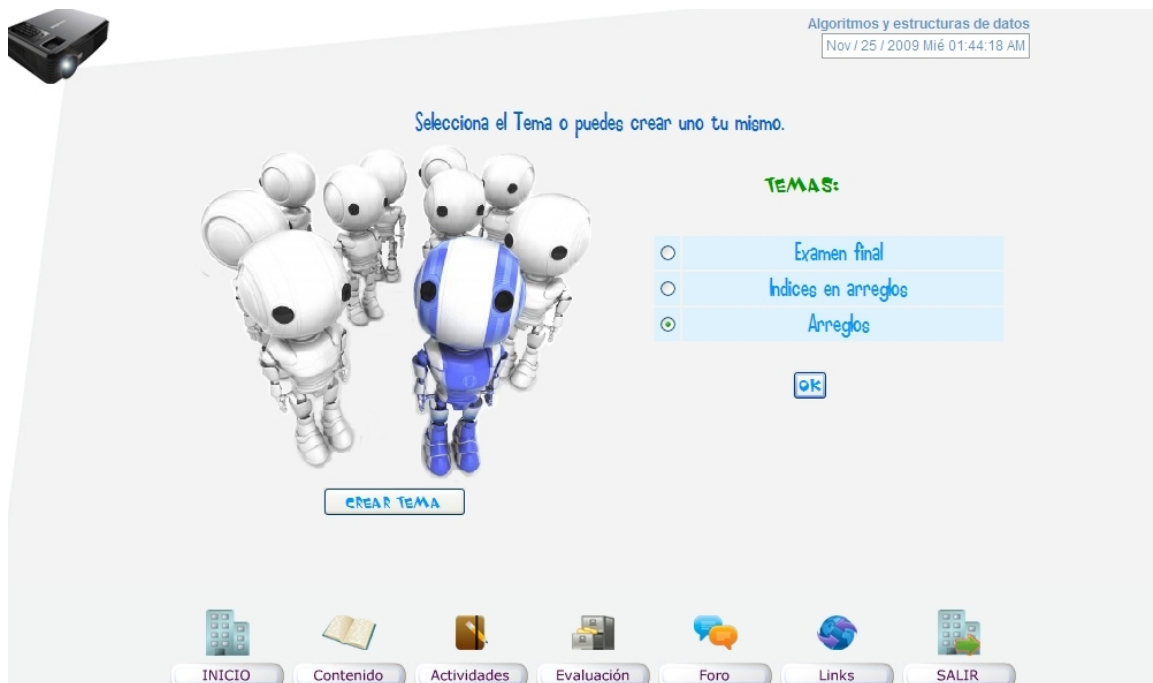 Algoritmos y estructuras de datos
Nov / 25 / 2009 Mié 01:44:18 AM
Selecciona el Tema o puedes crear uno tu mismo.
TEMAS:
Examen final
Indices en arreglos
Arreglos
OK
CREAR TEMA
INICIO
Contenido
Actividades
Evaluación
Foro
Links
SALIR